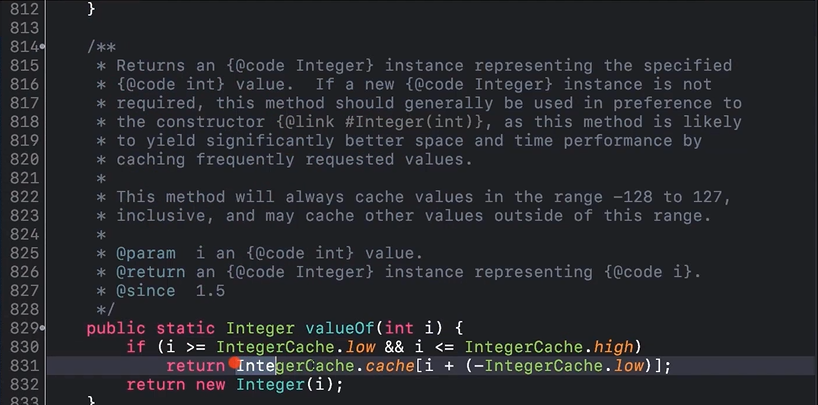 812 }
813
814 /**
815 * Returns an {@code Integer} instance representing the specified
816 * {@code int} value.  If a new {@code Integer} instance is not
817 * required, this method should generally be used in preference to
818 * the constructor {@link #Integer(int)}, as this method is likely
819 * to yield significantly better space and time performance by
820 * caching frequently requested values.
821 *
822 * This method will always cache values in the range -128 to 127,
823 * inclusive, and may cache other values outside of this range.
824 *
825 * @param  i an {@code int} value.
826 * @return an {@code Integer} instance representing {@code i}.
827 * @since  1.5
828 */
829 public static Integer valueOf(int i) {
830 if (i >= IntegerCache.low && i <= IntegerCache.high)
831 return IntegerCache.cache[i + (-IntegerCache.low)];
832 return new Integer(i);
833 }